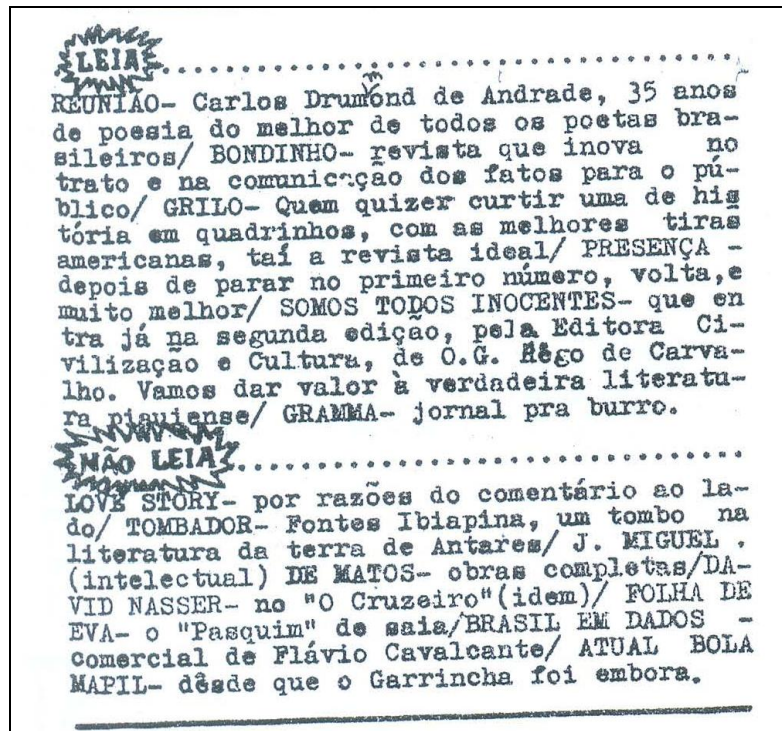 LEIA..............................
REUNIÃO- Carlos Drumônd de Andrade, 35 anos
de poesia do melhor de todos os poetas bra-
sileiros/ BONDINHO- revista que inova no
trato e na comunicação dos fatos para o pú-
blico/ GRILO- Quem quizer curtir uma de his
tória em quadrinhos, com as melhores tiras
americanas, taí a revista ideal/ PRESENÇA -
depois de parar no primeiro número, volta,e
muito melhor/ SOMOS TODOS INOCENTES- que en
tra já na segunda edição, pela Editora Ci-
vilização e Cultura, de O.G. Rêgo de Carva-
lho. Vamos dar valor à verdadeira literatu-
ra piauiense/ GRAMMA- jornal pra burro.
NÃO LEIA..............................
LOVE STORY- por razões do comentário ao la-
do/ TOMBADOR- Fontes Ibiapina, um tombo na
literatura da terra de Antares/ J. MIGUEL .
(intelectual) DE MATOS- obras completas/DA-
VID NASSER- no "O Cruzeiro"(idem)/ FOLHA DE
EVA- o "Pasquim" de saia/BRASIL EM DADOS -
comercial de Flávio Cavalcante/ ATUAL BOLA
MAPIL- dêsde que o Garrincha foi embora.